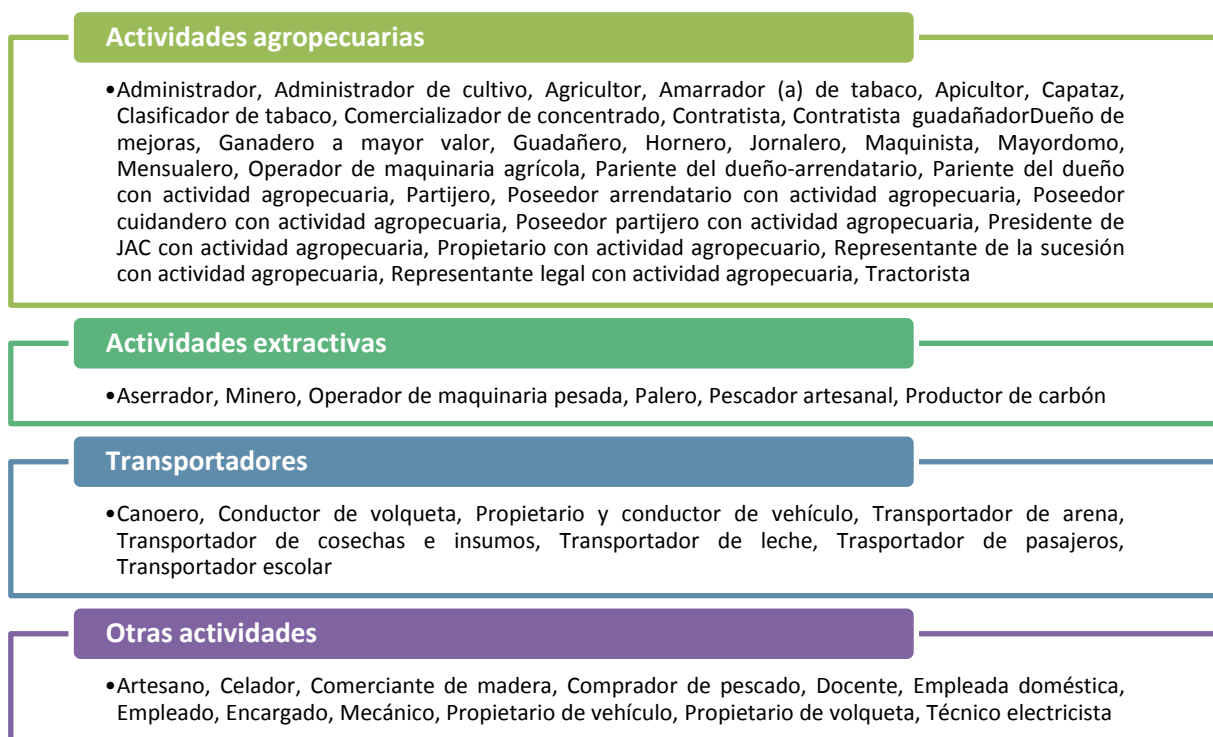 Actividades agropecuarias
•Administrador, Administrador de cultivo, Agricultor, Amarrador (a) de tabaco, Apicultor, Capataz,
Clasificador de tabaco, Comercializador de concentrado, Contratista, Contratista guadañadorDueño de
mejoras, Ganadero a mayor valor, Guadañero, Hornero, Jornalero, Maquinista, Mayordomo,
Mensualero, Operador de maquinaria agrícola, Pariente del dueño-arrendatario, Pariente del dueño
con actividad agropecuaria, Partijero, Poseedor arrendatario con actividad agropecuaria, Poseedor
cuidandero con actividad agropecuaria, Poseedor partijero con actividad agropecuaria, Presidente de
JAC con actividad agropecuaria, Propietario con actividad agropecuario, Representante de la sucesión
con actividad agropecuaria, Representante legal con actividad agropecuaria, Tractorista
Actividades extractivas
•Aserrador, Minero, Operador de maquinaria pesada, Palero, Pescador artesanal, Productor de carbón
Transportadores
•Canoero, Conductor de volqueta, Propietario y conductor de vehículo, Transportador de arena,
Transportador de cosechas e insumos, Transportador de leche, Trasportador de pasajeros,
Transportador escolar
Otras actividades
•Artesano, Celador, Comerciante de madera, Comprador de pescado, Docente, Empleada doméstica,
Empleado, Encargado, Mecánico, Propietario de vehículo, Propietario de volqueta, Técnico electricista